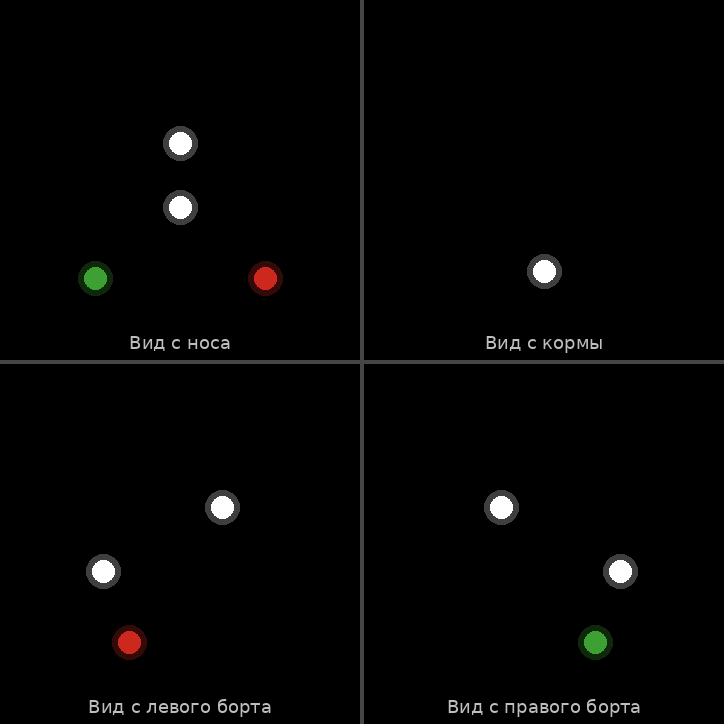 Вид с носа
Вид с кормы
Вид с левого борта
Вид с правого борта